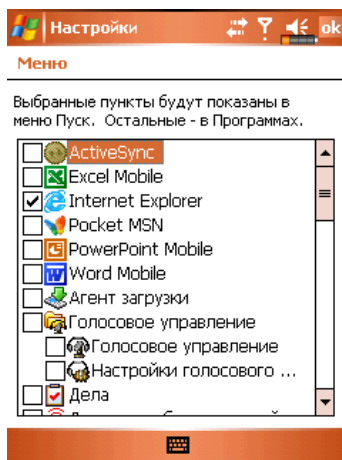 Настройки
ok
Меню
Выбранные пункты будут показаны в
меню Пуск. Остальные - в Программах.
ActiveSync
Excel Mobile
Internet Explorer
Pocket MSN
PowerPoint Mobile
Word Mobile
Агент загрузки
Голосовое управление
Голосовое управление
Настройки голосового ...
Дела